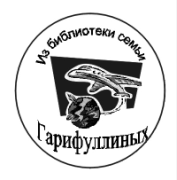 Из библиотеки семьи
Гарифуллиных